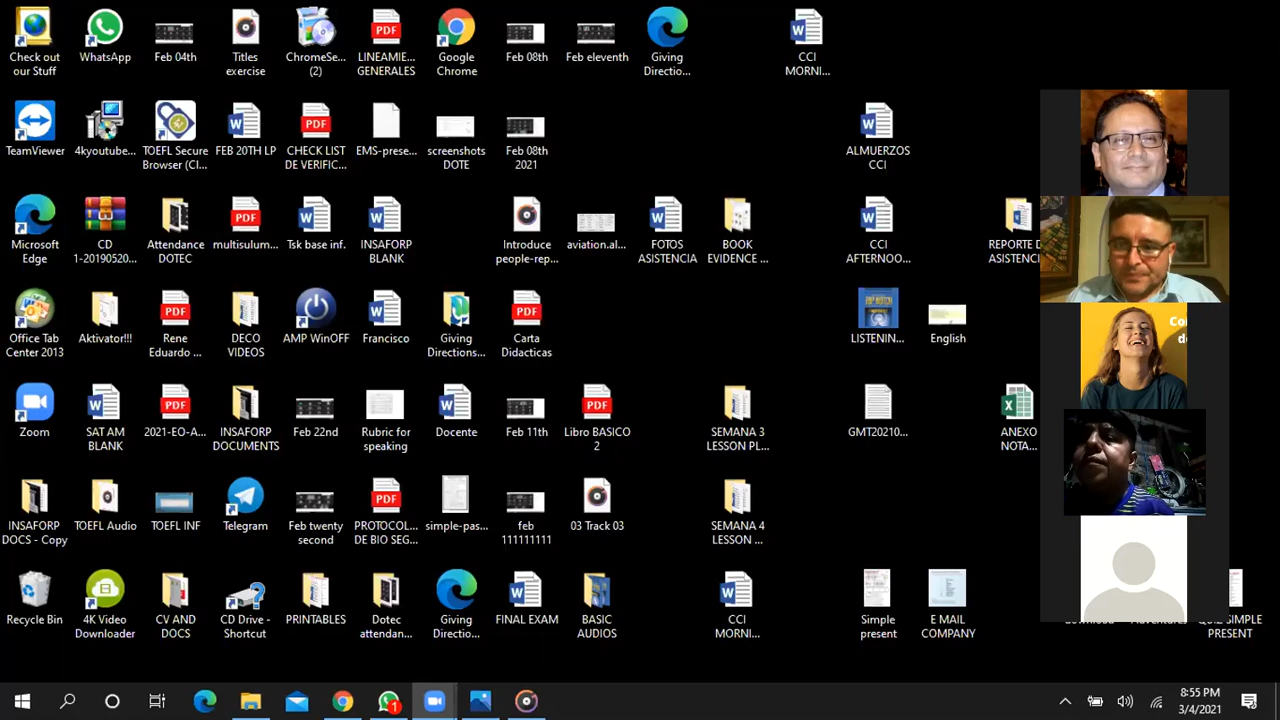 Check out
our Stuff
WhatsApp
Feb 04th
Titles
exercise
ChromeSe...
(2)
LINEAMIE...
GENERALES
Google
Chrome
Feb 08th
Feb eleventh
Giving
Directio...
CCI
MORNI...
TeamViewer
4kyoutube...
TOEFL Secure
Browser (Cl...
FEB 20TH LP
CHECK LIST
DE VERIFIC...
EMS-prese...
screenshots
DOTE
Feb 08th
2021
ALMUERZOS
CCI
Microsoft
Edge
CD
1-20190520...
Attendance
DOTEC
multisulum...
Tsk base inf.
INSAFORP
BLANK
Introduce
people-rep...
aviation.al...
FOTOS
ASISTENCIA
BOOK
EVIDENCE ...
CCI
AFTERNOO...
REPORTE D
ASISTENCI
Office Tab
Center 2013
Aktivator!!!
Rene
Eduardo ...
DECO
VIDEOS
AMP WinOFF
Francisco
Giving
Directions...
Carta
Didacticas
LISTENIN...
English
Co
d
Zoom
SAT AM
BLANK
2021-EO-A...
INSAFORP
DOCUMENTS
Feb 22nd
Rubric for
speaking
Docente
Feb 11th
Libro BASICO
2
SEMANA 3
LESSON PL...
GMT20210...
ANEXO
NOTA
INSAFORP
DOCS - Copy
TOEFL Audio
TOEFL INF
Telegram
Feb twenty
second
PROTOCOL...
DE BIO SEG...
simple-pas...
feb
111111111
03 Track 03
SEMANA 4
LESSON ...
Recycle Bin
4K Video
Downloader
CV AND
DOCS
CD Drive -
Shortcut
PRINTABLES
Dotec
attendan...
Giving
Directio...
FINAL EXAM
BASIC
AUDIOS
CCI
MORNI...
Simple
present
E MAIL
COMPANY
QUIZ SIMPLE
PRESENT
1
8:55 PM
3/4/2021